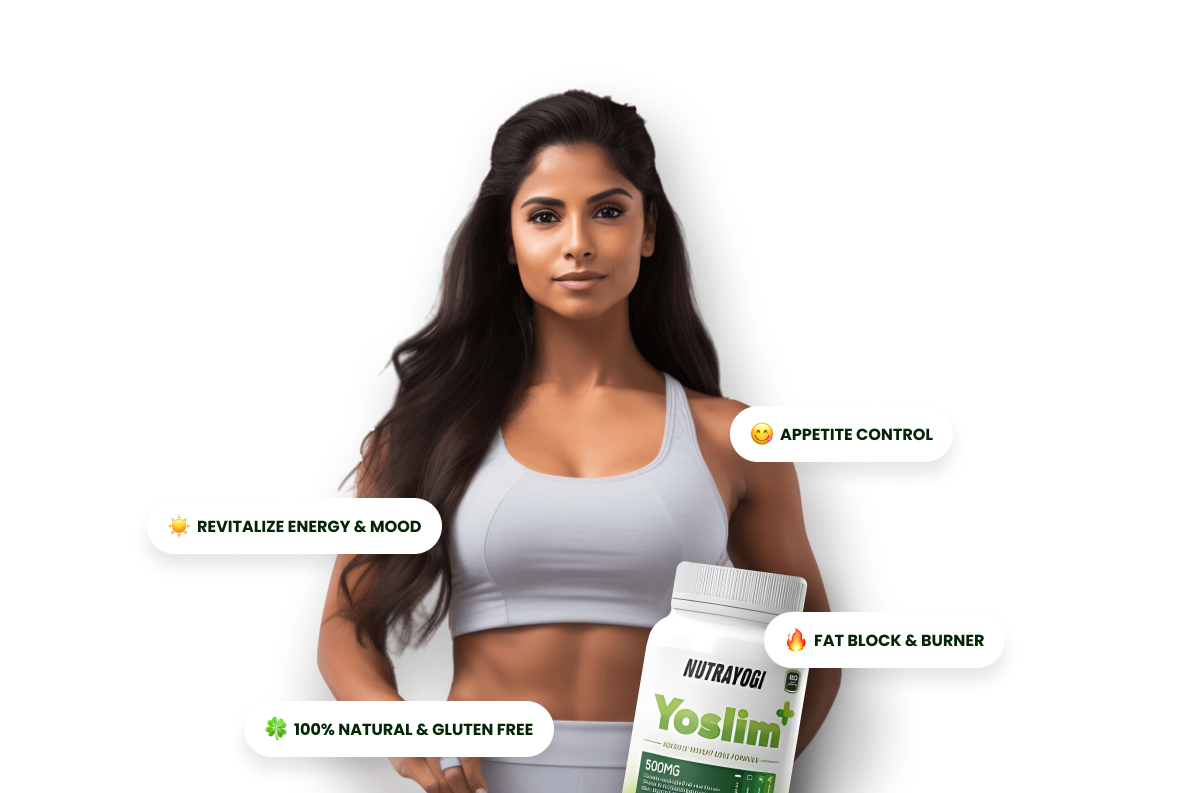 APPETITE CONTROL
REVITALIZE ENERGY & MOOD
FAT BLOCK & BURNER
NUTRAYOGI
Yoslim+
100% NATURAL & GLUTEN FREE
500MG